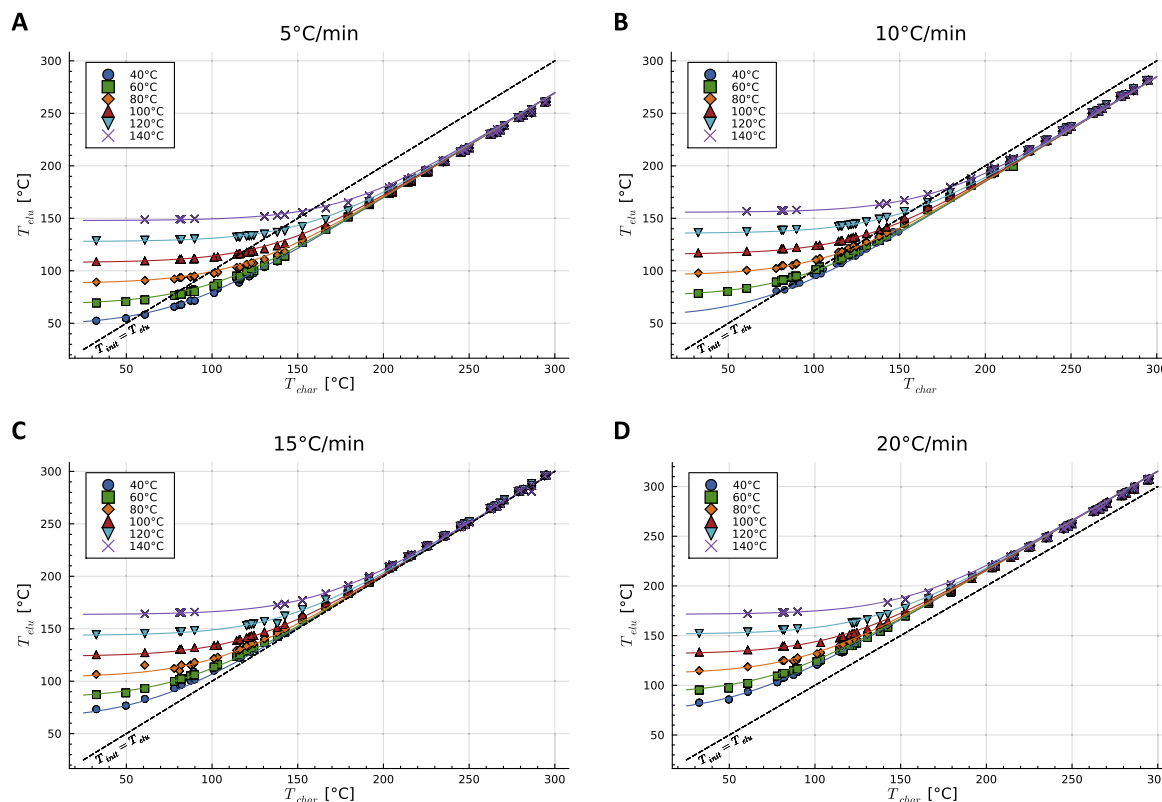 A
5°C/min
300
250
200
150
100
50
T_elu [°C]
40°C
60°C
80°C
100°C
120°C
140°C
T_init = T_elu
50 100 150 200 250 300
T_char [°C]
B
10°C/min
300
250
200
150
100
50
T_elu [°C]
40°C
60°C
80°C
100°C
120°C
140°C
T_init = T_elu
50 100 150 200 250 300
T_char
C
15°C/min
300
250
200
150
100
50
T_elu [°C]
40°C
60°C
80°C
100°C
120°C
140°C
T_init = T_elu
50 100 150 200 250 300
T_char [°C]
D
20°C/min
300
250
200
150
100
50
T_elu [°C]
40°C
60°C
80°C
100°C
120°C
140°C
T_init = T_elu
50 100 150 200 250 300
T_char [°C]